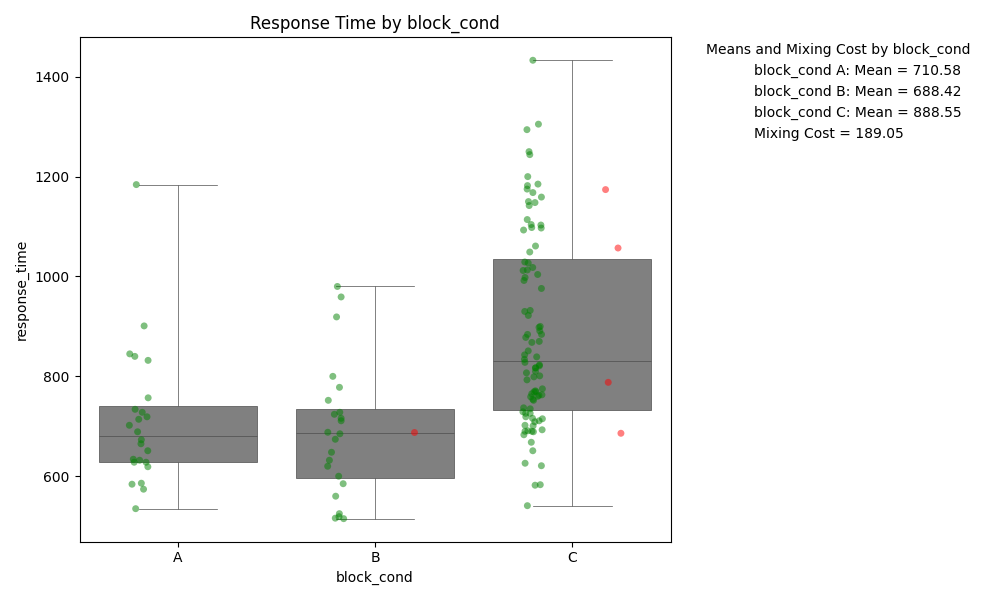 Response Time by block_cond
Means and Mixing Cost by block_cond
block_cond A: Mean = 710.58
block_cond B: Mean = 688.42
block_cond C: Mean = 888.55
Mixing Cost = 189.05
response_time
1400
1200
1000
800
600
A
B
C
block_cond